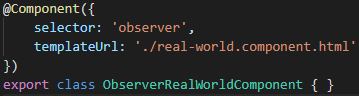 @Component({
    selector: 'observer',
    templateUrl: './real-world.component.html'
})
export class ObserverRealWorldComponent { }